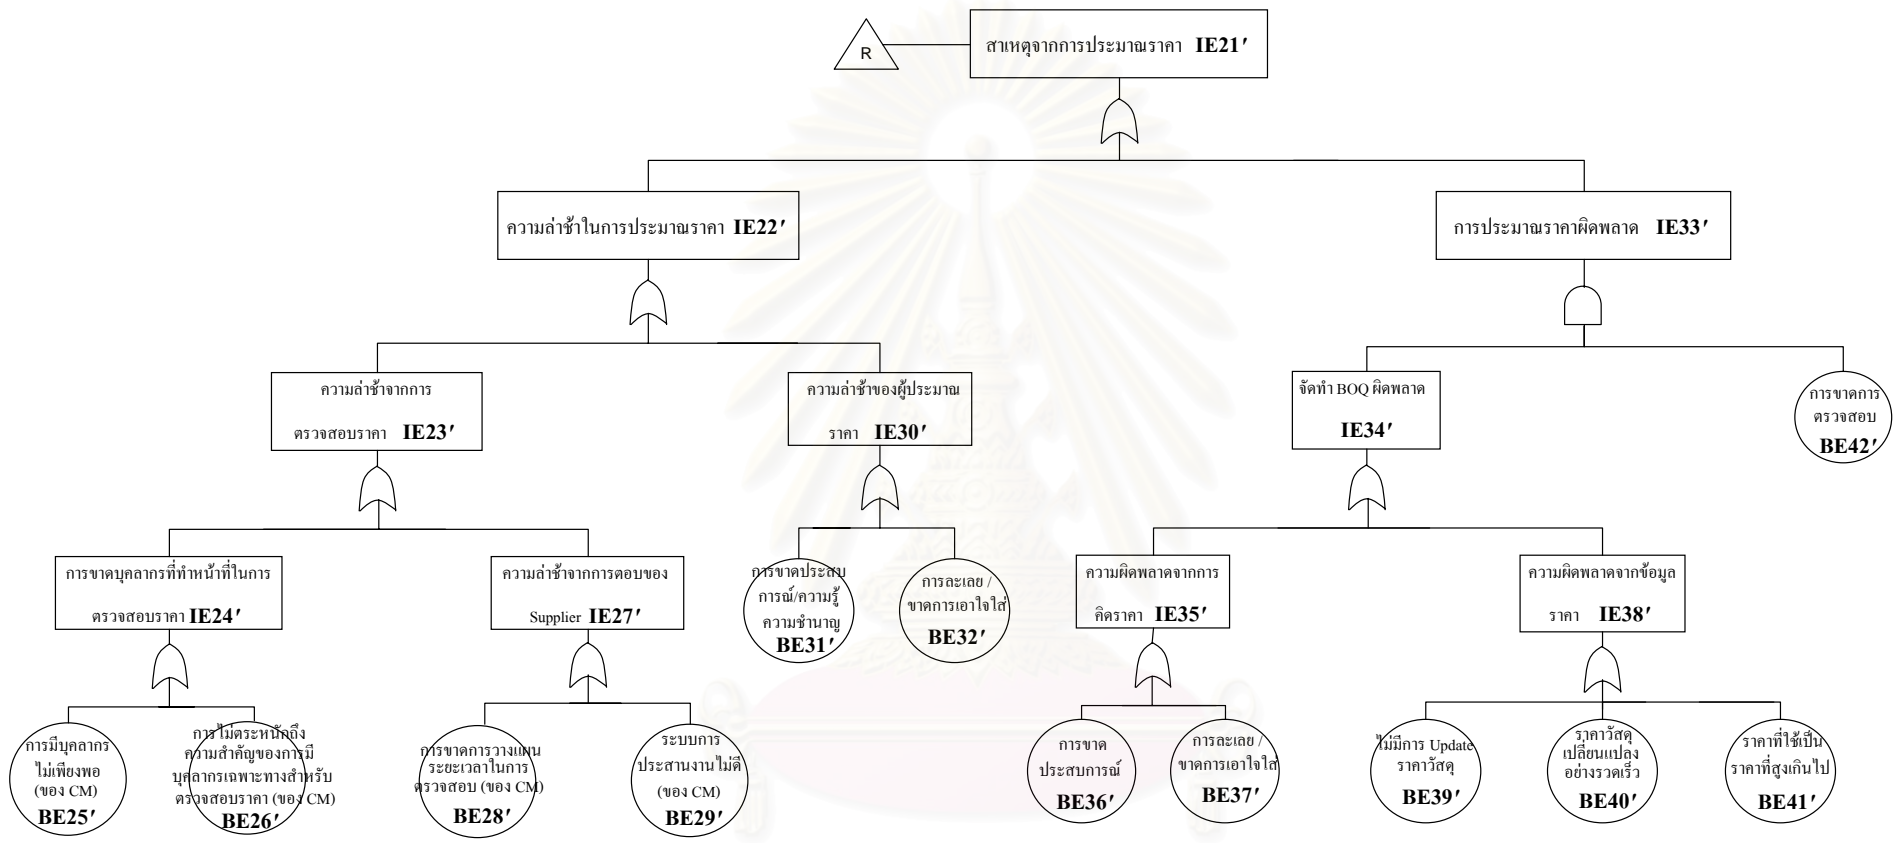 R
สาเหตุจากการประมาณราคา IE21′
ความล่าช้าในการประมาณราคา IE22′
การประมาณราคาผิดพลาด IE33′
ความล่าช้าจากการ
ตรวจสอบราคา IE23′
ความล่าช้าของผู้ประมาณ
ราคา IE30′
จัดทำ BOQ ผิดพลาด
IE34′
การขาดการ
ตรวจสอบ
BE42′
การขาดบุคลากรที่ทำหน้าที่ในการ
ตรวจสอบราคา IE24′
ความล่าช้าจากการตอบของ
Supplier IE27′
การขาดประสบ
การณ์/ความรู้
ความชำนาญ
BE31′
การละเลย /
ขาดการเอาใจใส่
BE32′
ความผิดพลาดจากการ
คิดราคา IE35′
ความผิดพลาดจากข้อมูล
ราคา IE38′
การมีบุคลากร
ไม่เพียงพอ
(ของ CM)
BE25′
การไม่ตระหนักถึง
ความสำคัญของการมี
บุคลากรเฉพาะทางสำหรับ
ตรวจสอบราคา (ของ CM)
BE26′
การขาดการวางแผน
ระยะเวลาในการ
ตรวจสอบ (ของ CM)
BE28′
ระบบการ
ประสานงานไม่ดี
(ของ CM)
BE29′
การขาด
ประสบการณ์
BE36′
การละเลย /
ขาดการเอาใจใส่
BE37′
ไม่มีการ Update
ราคาวัสดุ
BE39′
ราคาวัสดุ
เปลี่ยนแปลง
อย่างรวดเร็ว
BE40′
ราคาที่ใช้เป็น
ราคาที่สูงเกินไป
BE41′